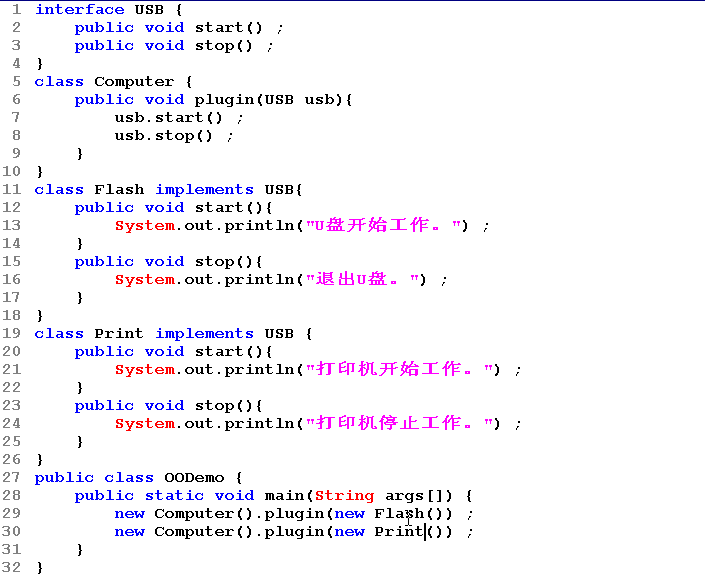 1 interface USB {
2     public void start() ;
3     public void stop() ;
4 }
5 class Computer {
6     public void plugin(USB usb){
7         usb.start() ;
8         usb.stop() ;
9     }
10 }
11 class Flash implements USB{
12     public void start(){
13         System.out.println("U盘开始工作。") ;
14     }
15     public void stop(){
16         System.out.println("退出U盘。") ;
17     }
18 }
19 class Print implements USB {
20     public void start(){
21         System.out.println("打印机开始工作。") ;
22     }
23     public void stop(){
24         System.out.println("打印机停止工作。") ;
25     }
26 }
27 public class OODemo {
28     public static void main(String args[]) {
29         new Computer().plugin(new Flash()) ;
30         new Computer().plugin(new Print()) ;
31     }
32 }